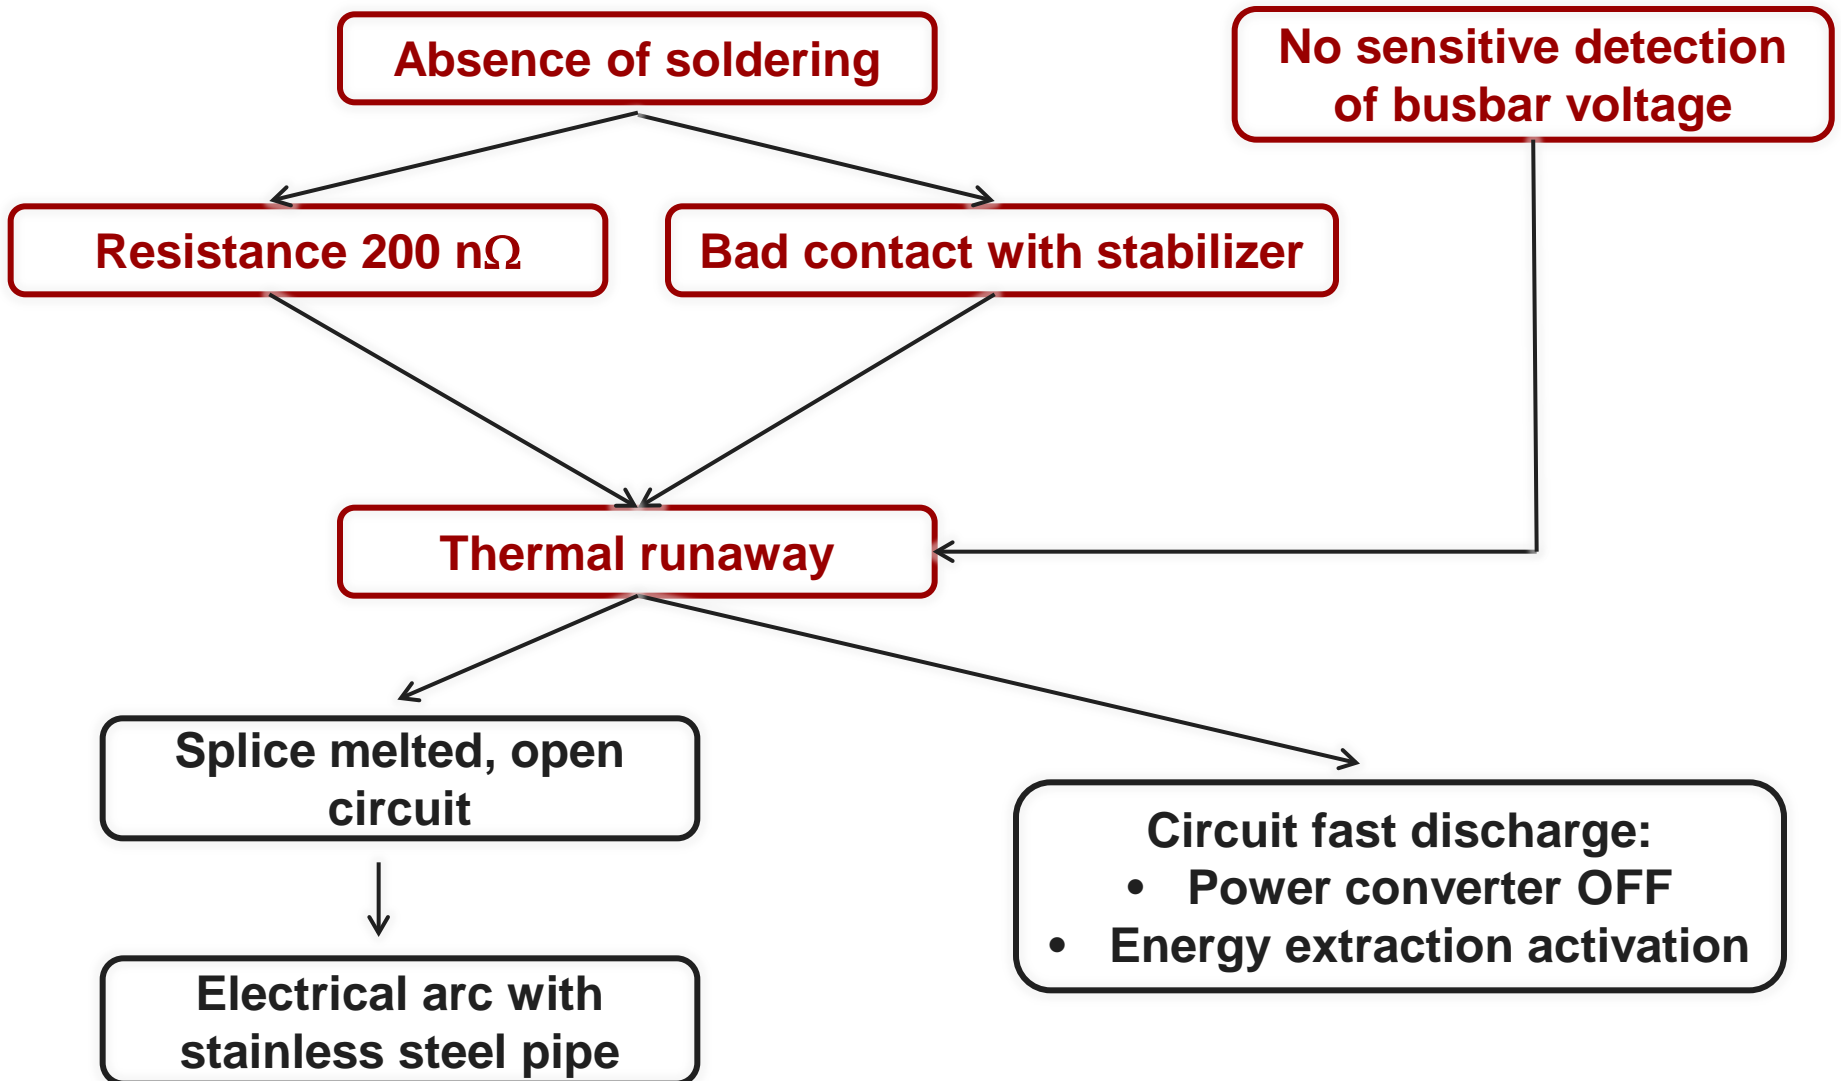 Absence of soldering
No sensitive detection
of busbar voltage
Resistance 200 nΩ
Bad contact with stabilizer
Thermal runaway
Splice melted, open
circuit
Circuit fast discharge:
• Power converter OFF
• Energy extraction activation
Electrical arc with
stainless steel pipe